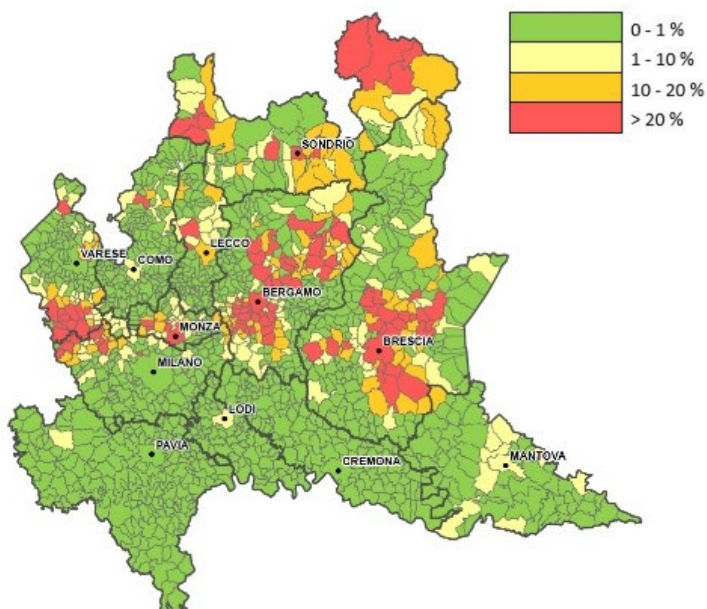 0 - 1 %
1 - 10 %
10 - 20 %
> 20 %
SONDRIO
VARESE
COMO
LECCO
BERGAMO
MONZA
BRESCIA
MILANO
LODI
PAVIA
CREMONA
MANTOVA